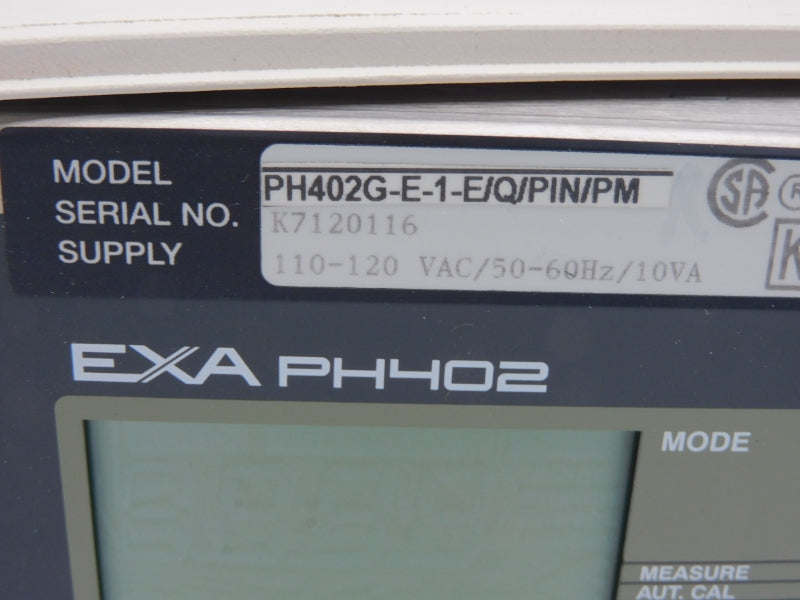 MODEL PH402G-E-1-E/Q/PIN/PM
SERIAL NO. K7120116
SUPPLY 110-120 VAC/50-60Hz/10VA
SA
R
K
EXA PH402
MODE
MEASURE
AUT. CAL